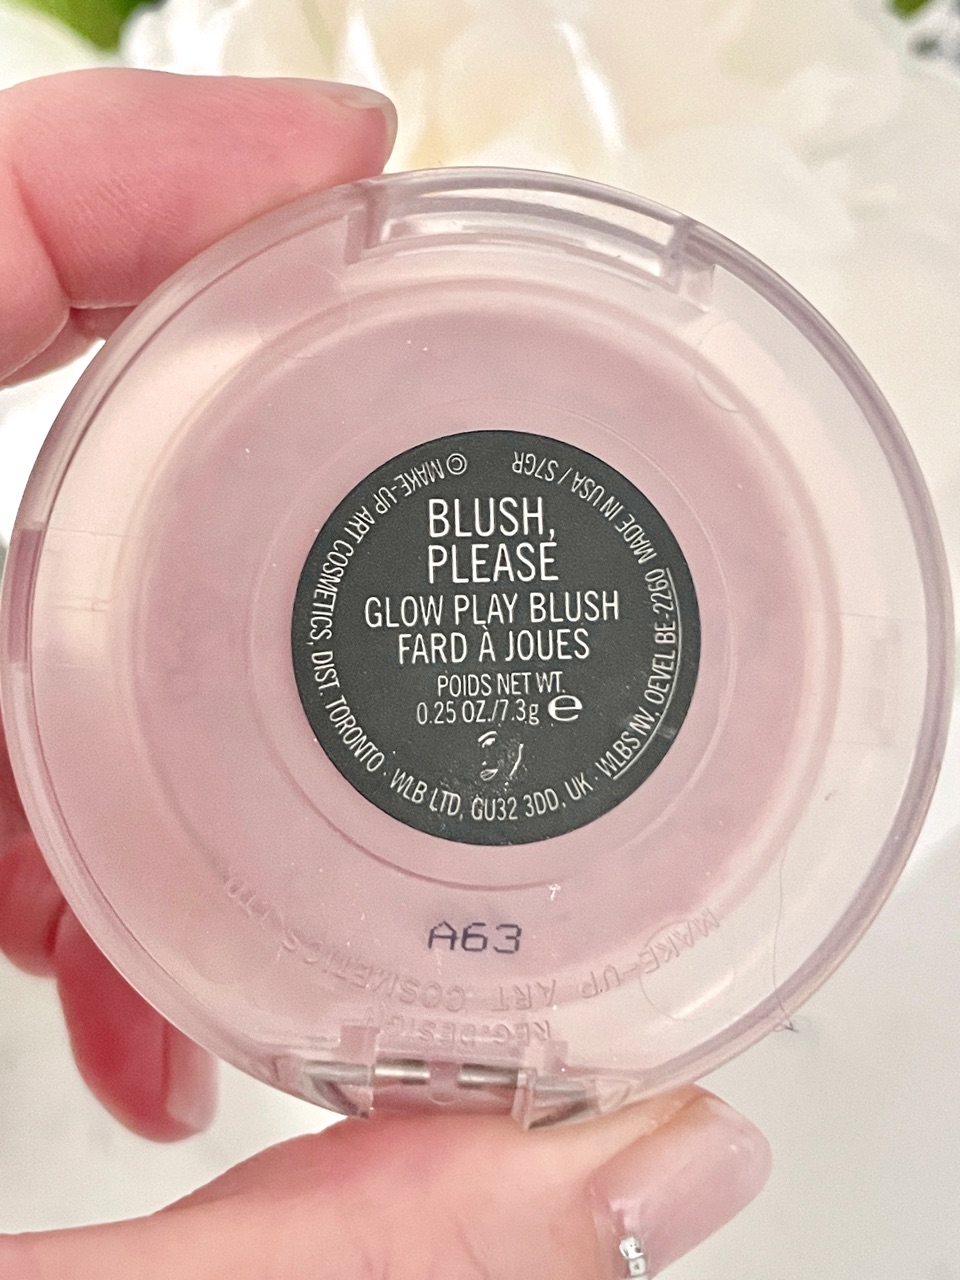 BLUSH,
PLEASE
GLOW PLAY BLUSH
FARD À JOUES
POIDS NET WT.
0.25 OZ./7.3g e
© MAKE-UP ART COSMETICS, DIST. TORONTO · WLB LTD, GU32 3DD, UK · WLBS NV, OEVEL BE-2260 MADE IN USA / S7GR
A63
MAKE-UP ART COSMETICS LTD.
REG. DESIGN